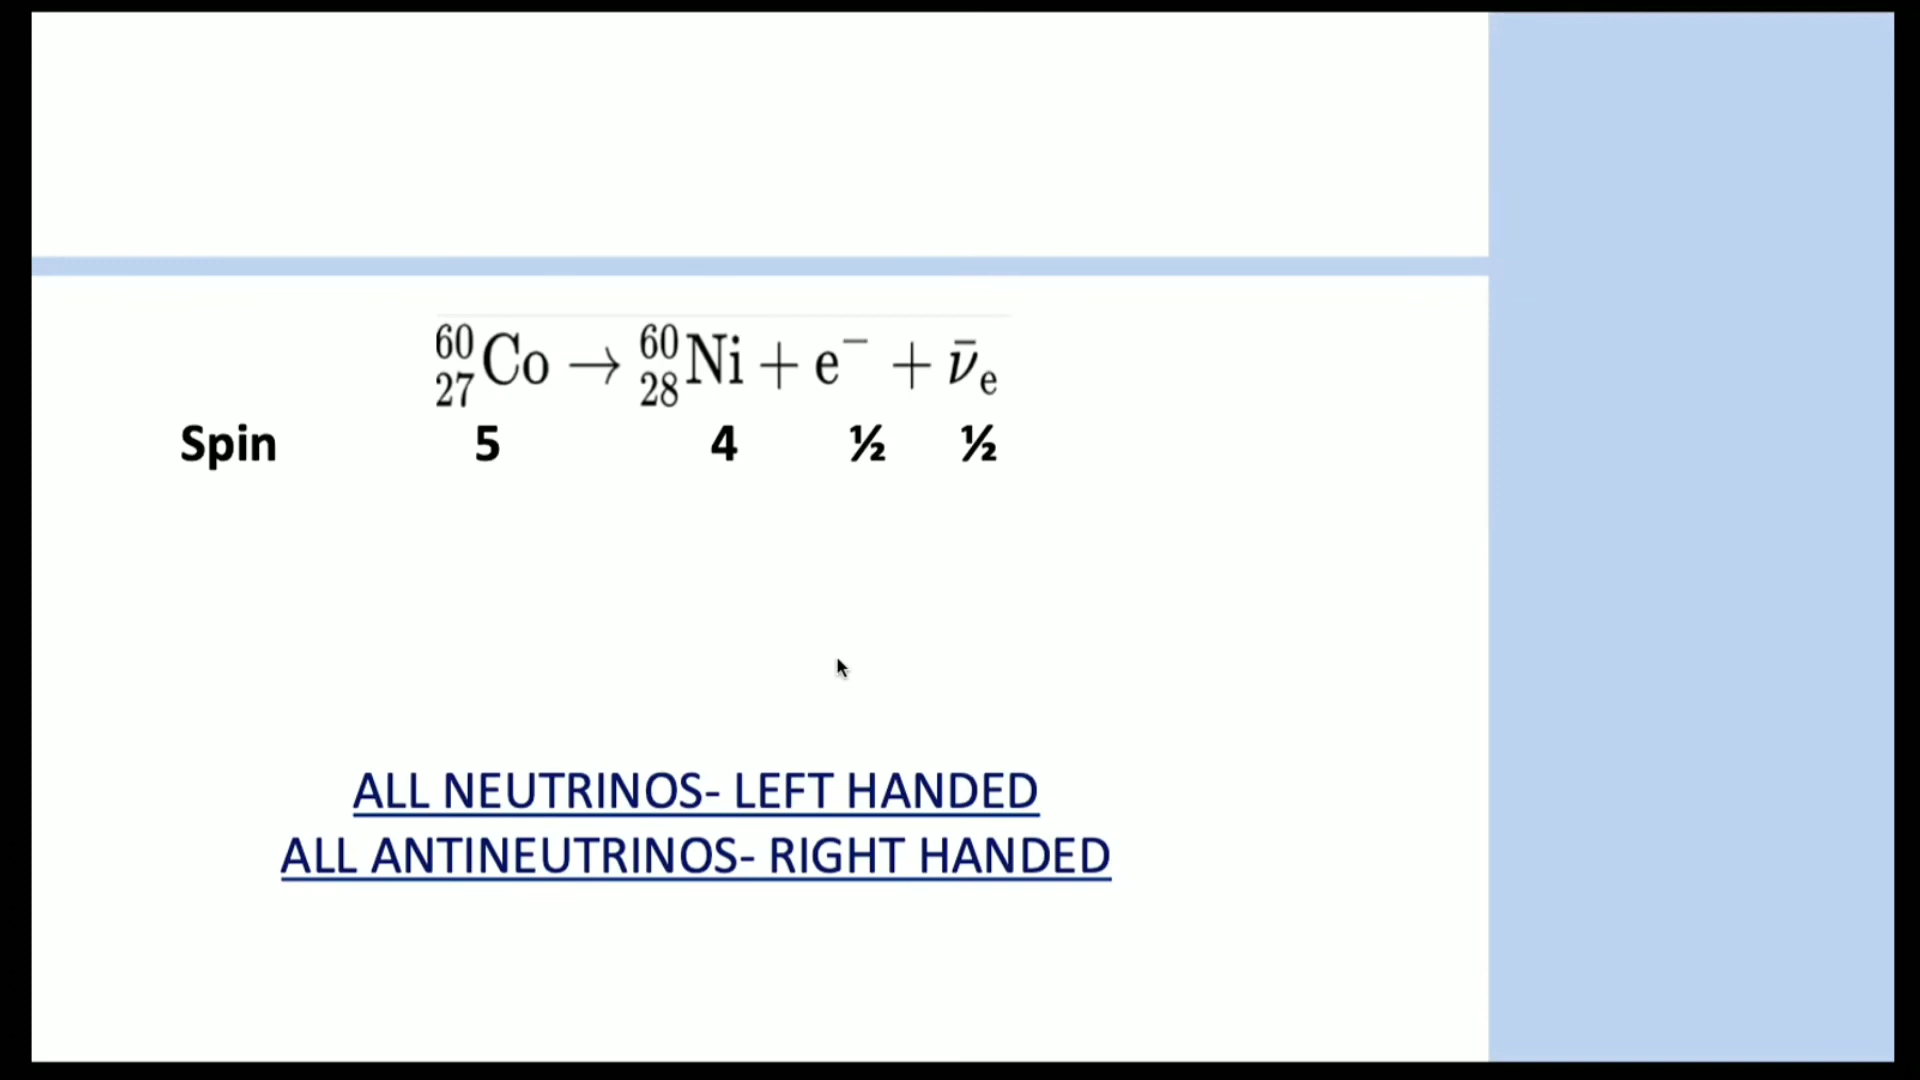 ⁶⁰₂₇Co → ⁶⁰₂₈Ni + e⁻ + ν̄ₑ
Spin 5 4 ½ ½
ALL NEUTRINOS- LEFT HANDED
ALL ANTINEUTRINOS- RIGHT HANDED